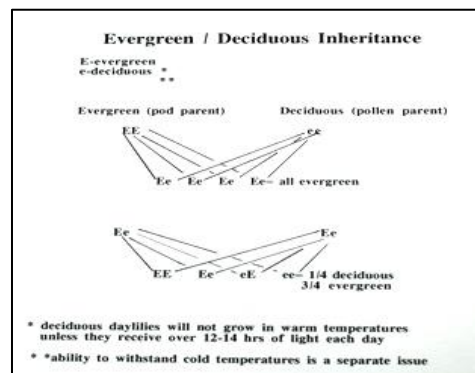 Evergreen / Deciduous Inheritance
E-evergreen
e-deciduous *
**
Evergreen (pod parent) Deciduous (pollen parent)
EE ee
Ee Ee Ee Ee- all evergreen
Ee Ee
EE Ee eE ee- 1/4 deciduous
3/4 evergreen
* deciduous daylilies will not grow in warm temperatures
unless they receive over 12-14 hrs of light each day
* *ability to withstand cold temperatures is a separate issue